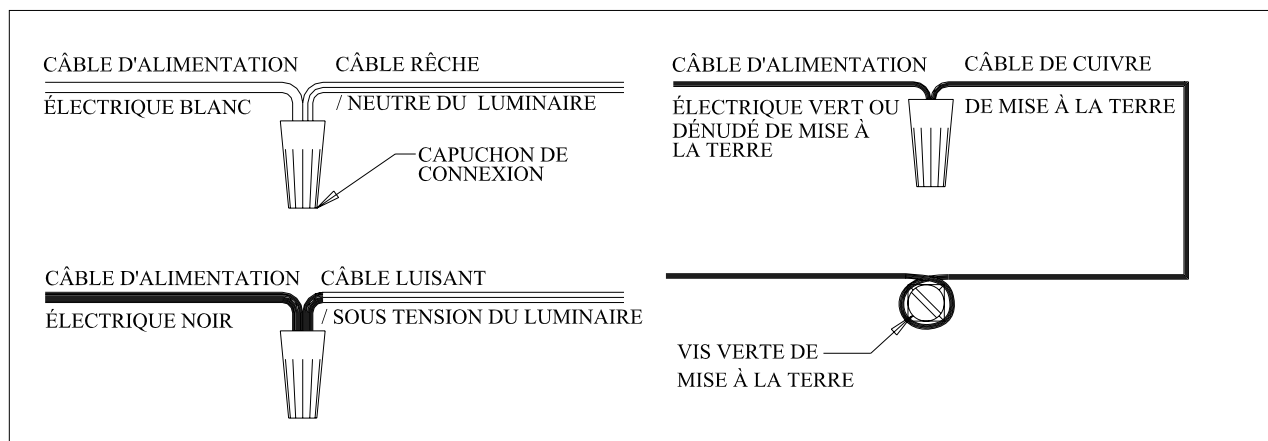 CÂBLE D'ALIMENTATION
ÉLECTRIQUE BLANC
CÂBLE RÊCHE
/ NEUTRE DU LUMINAIRE
CAPUCHON DE
CONNEXION
CÂBLE D'ALIMENTATION
ÉLECTRIQUE NOIR
CÂBLE LUISANT
/ SOUS TENSION DU LUMINAIRE
CÂBLE D'ALIMENTATION
ÉLECTRIQUE VERT OU
DÉNUDÉ DE MISE À
LA TERRE
CÂBLE DE CUIVRE
DE MISE À LA TERRE
VIS VERTE DE
MISE À LA TERRE